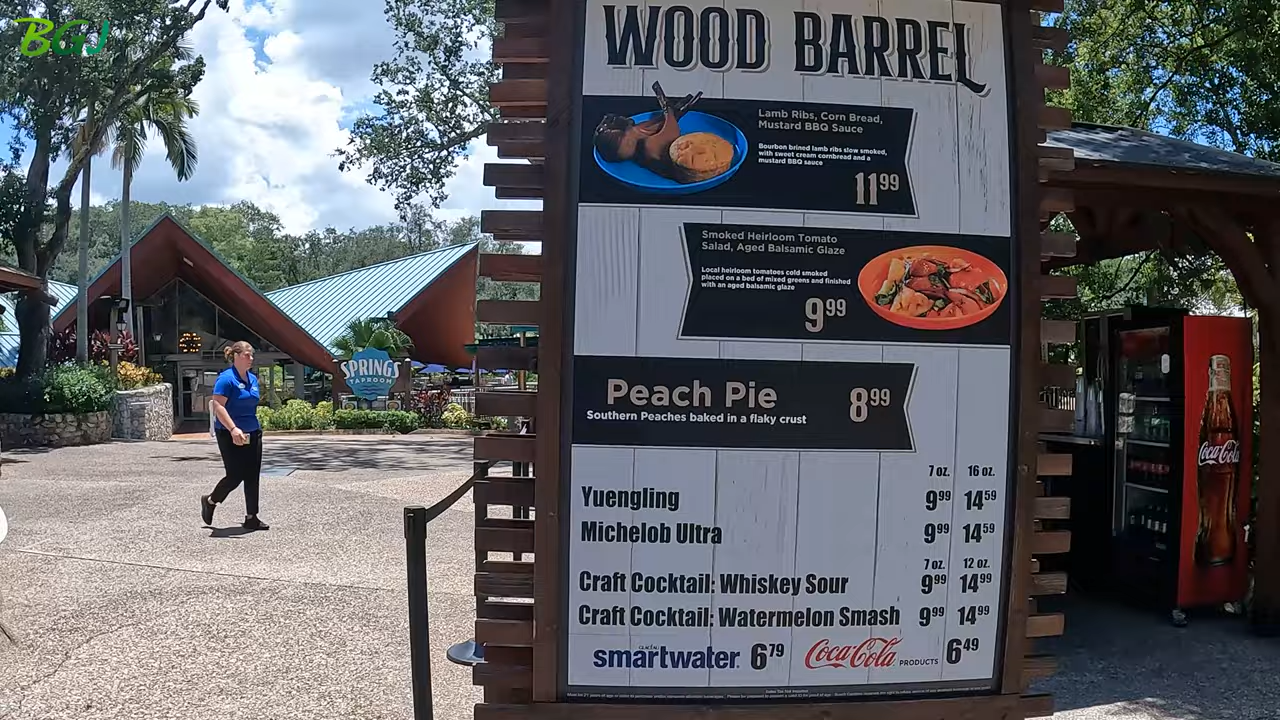 BGJ
WOOD BARREL
Lamb Ribs, Corn Bread,
Mustard BBQ Sauce
Bourbon brined lamb ribs slow smoked,
with sweet cream cornbread and a
mustard BBQ sauce
11.99
Smoked Heirloom Tomato
Salad, Aged Balsamic Glaze
Local heirloom tomatoes cold smoked
placed on a bed of mixed greens and finished
with an aged balsamic glaze
9.99
SPRINGS
TAPROOM
Peach Pie 8.99
Southern Peaches baked in a flaky crust
7 oz. 16 oz.
Yuengling 9.99 14.59
Michelob Ultra 9.99 14.59
7 oz. 12 oz.
Craft Cocktail: Whiskey Sour 9.99 14.99
Craft Cocktail: Watermelon Smash 9.99 14.99
smartwater 6.79 Coca-Cola PRODUCTS 6.49
Coca-Cola